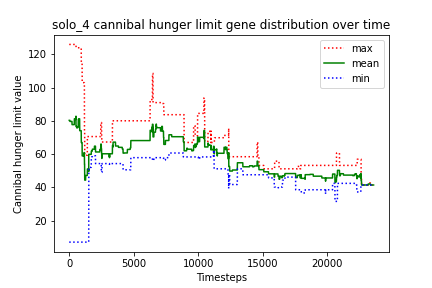 solo_4 cannibal hunger limit gene distribution over time
max
mean
min
Cannibal hunger limit value
120
100
80
60
40
20
0
5000
10000
15000
20000
Timesteps